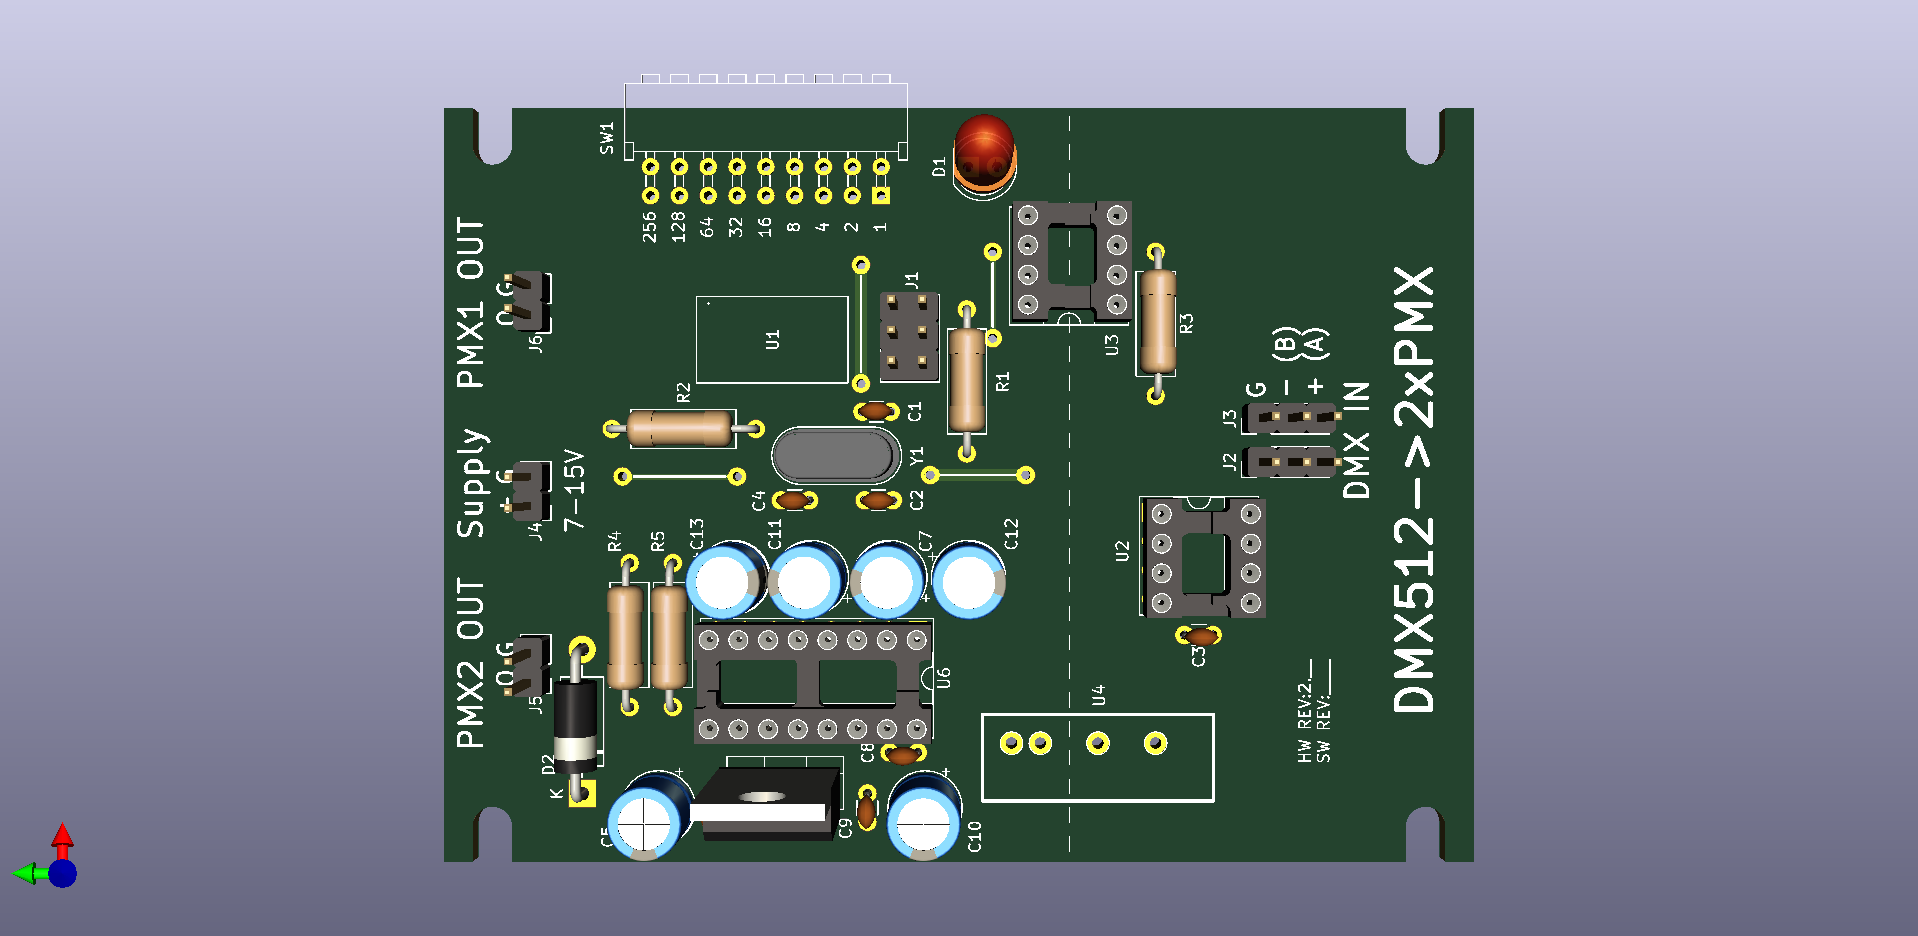 SW1
256 128 64 32 16 8 4 2 1
D1
PMX1 OUT
O G
J6
U1
J1
U3
R3
R2
R1
C1
Y1
C4
C2
Supply
- G
J4
7-15V
(B)
(A)
G - +
J3
J2
DMX IN
DMX512->2xPMX
R4
R5
C13
C11
C7
C12
+
+
+
U2
C3
PMX2 OUT
O G
J5
D2
K
U6
C8
U4
HW REV:2.__
SW REV:____
C5
+
C9
+
C10